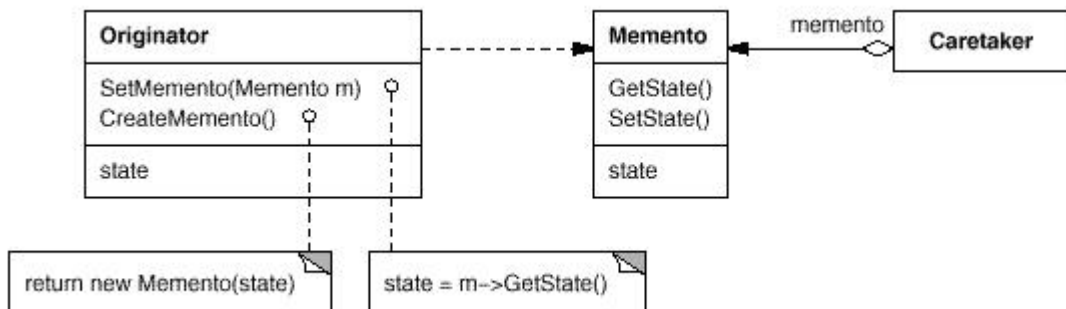 Originator
SetMemento(Memento m)
CreateMemento()
state
Memento
GetState()
SetState()
state
memento
Caretaker
return new Memento(state)
state = m->GetState()